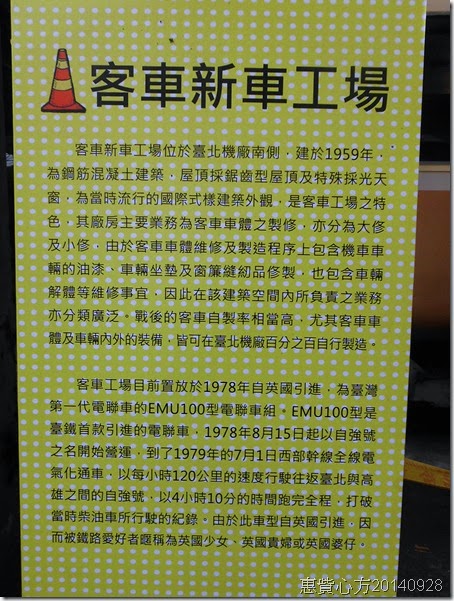 客車新車工場
客車新車工場位於臺北機廠南側，建於1959年，
為鋼筋混凝土建築，屋頂採鋸齒型屋頂及特殊採光天
窗，為當時流行的國際式樣建築外觀，是客車工場之特
色，其廠房主要業務為客車車體之製修，亦分為大修
及小修，由於客車車體維修及製造程序上包含機車車
輛的油漆、車輛坐墊及窗簾縫紉品修製，也包含車輛
解體等維修事宜，因此在該建築空間內所負責之業務
亦分類廣泛。戰後的客車自製率相當高，尤其客車車
體及車輛內外的裝備，皆可在臺北機廠百分之百自行製造。
客車工場目前置放於1978年自英國引進，為臺灣
第一代電聯車的EMU100型電聯車組。EMU100型是
臺鐵首款引進的電聯車，1978年8月15日起以自強號
之名開始營運，到了1979年的7月1日西部幹線全線電
氣化通車，以每小時120公里的速度行駛往返臺北與高
雄之間的自強號，以4小時10分的時間跑完全程，打破
當時柴油車所行駛的紀錄。由於此車型自英國引進，因
而被鐵路愛好者暱稱為英國少女、英國貴婦或英國婆仔。
惠質心方20140928